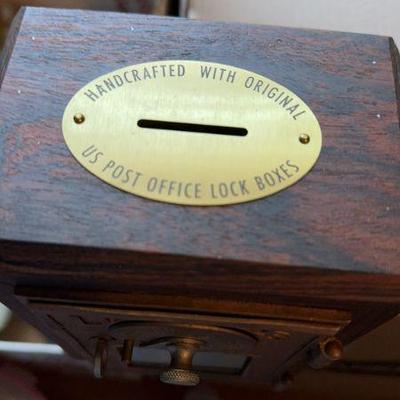 HANDCRAFTED WITH ORIGINAL
US POST OFFICE LOCK BOXES